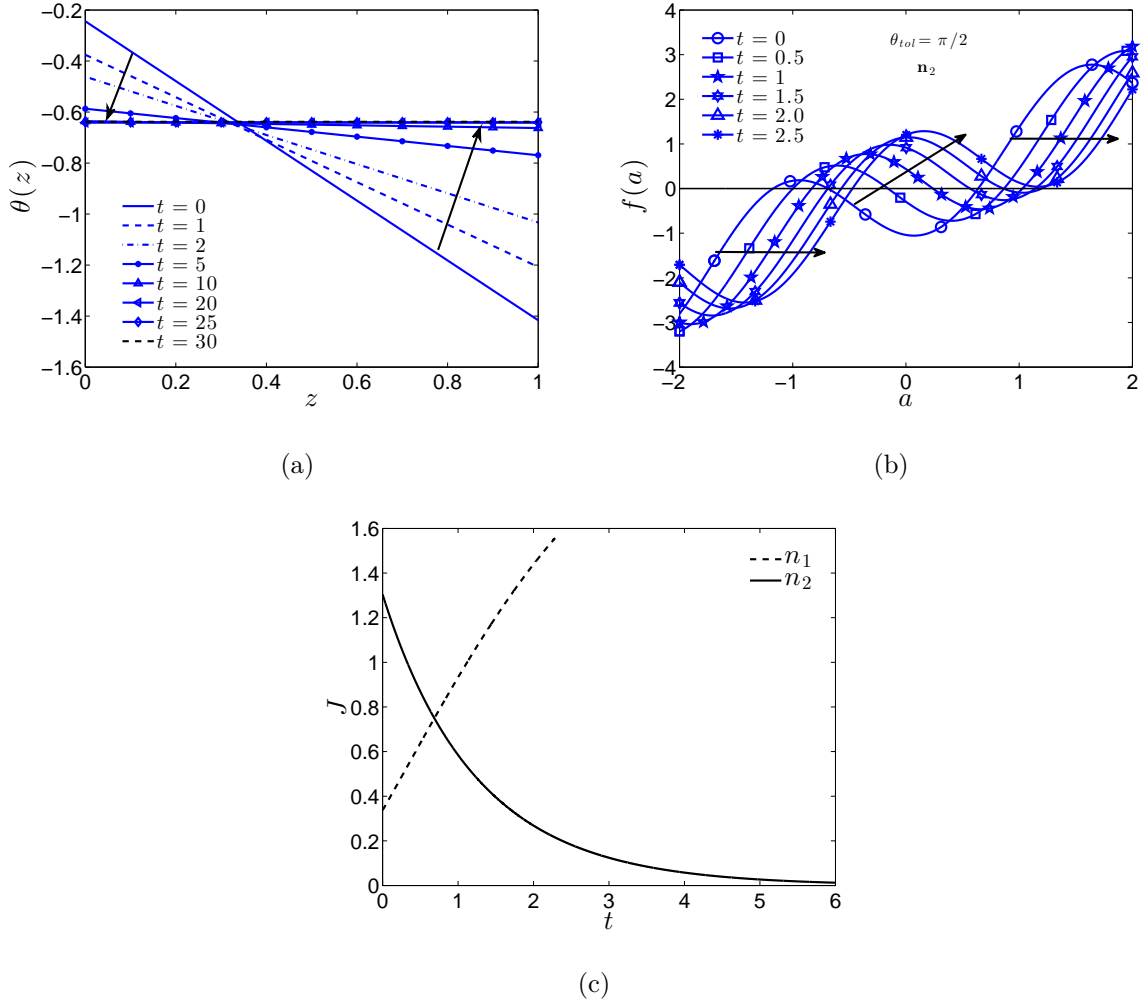 −0.2
−0.4
−0.6
−0.8
−1
−1.2
−1.4
−1.6
θ(z)
t = 0
t = 1
t = 2
t = 5
t = 10
t = 20
t = 25
t = 30
0 0.2 0.4 0.6 0.8 1
z
(a)
4
3
2
1
0
−1
−2
−3
−4
f(a)
t = 0
t = 0.5
t = 1
t = 1.5
t = 2.0
t = 2.5
θtol = π/2
n2
−2 −1 0 1 2
a
(b)
1.6
1.4
1.2
1
0.8
0.6
0.4
0.2
0
J
n1
n2
0 1 2 3 4 5 6
t
(c)